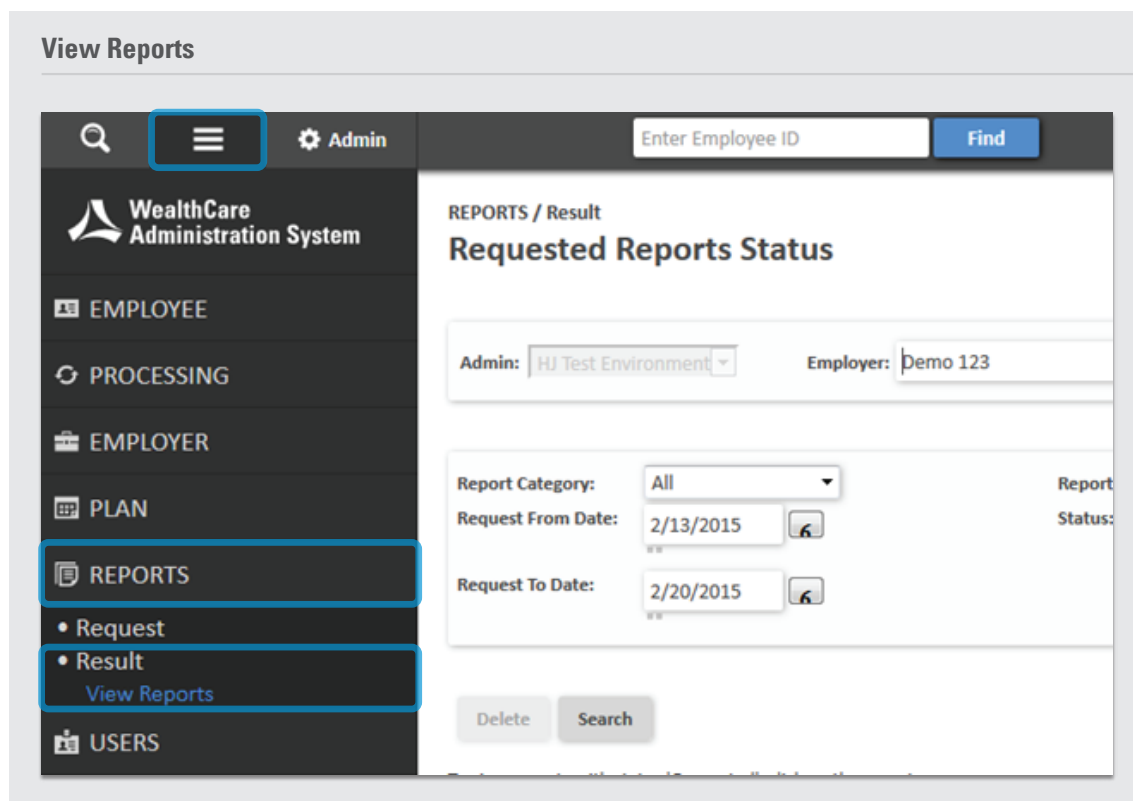 View Reports
Admin
Enter Employee ID
Find
WealthCare
Administration System
EMPLOYEE
PROCESSING
EMPLOYER
PLAN
REPORTS
• Request
• Result
View Reports
USERS
REPORTS / Result
Requested Reports Status
Admin: HJ Test Environment
Employer: Demo 123
Report Category: All
Report
Request From Date: 2/13/2015 6
Status:
Request To Date: 2/20/2015 6
Delete
Search